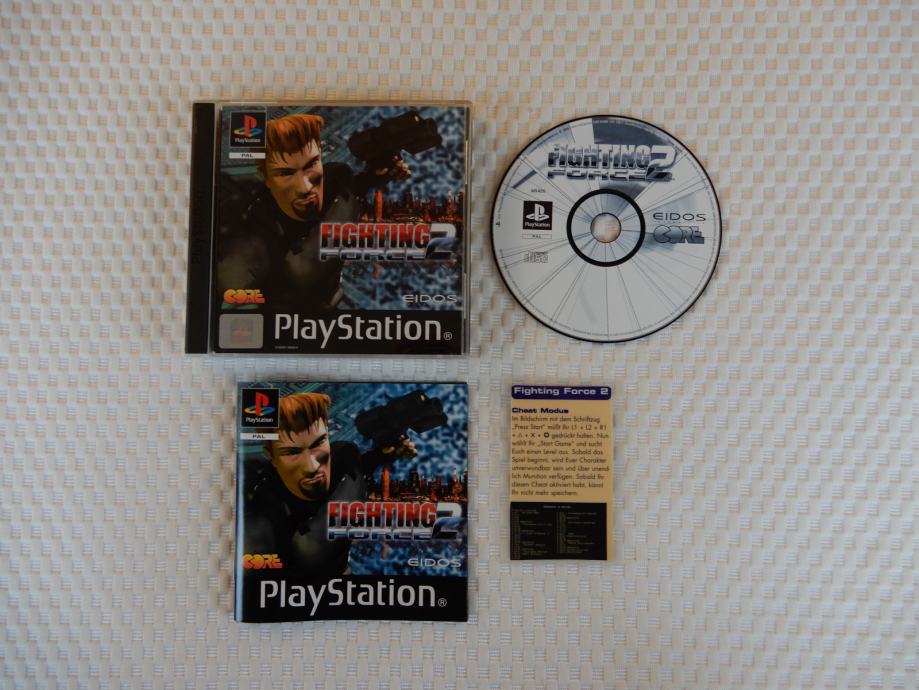 PlayStation
PAL
FIGHTING
FORCE 2
CORE
EIDOS
PlayStation®
FIGHTING
FORCE 2
PlayStation
PAL
EIDOS
CORE
PlayStation
PAL
FIGHTING
FORCE 2
CORE
EIDOS
PlayStation®
Fighting Force 2
Cheat Modus
Im Bildschirm mit dem Schriftzug
„Press Start" müßt Ihr L1 + L2 + R1
+ △ + X + O gedrückt halten. Nun
wählt Ihr „Start Game" und sucht
Euch einen Level aus. Sobald das
Spiel beginnt, wird Euer Charakter
unverwundbar sein und über unend-
lich Munition verfügen. Sobald Ihr
diesen Cheat aktiviert habt, könnt
Ihr nicht mehr speichern.